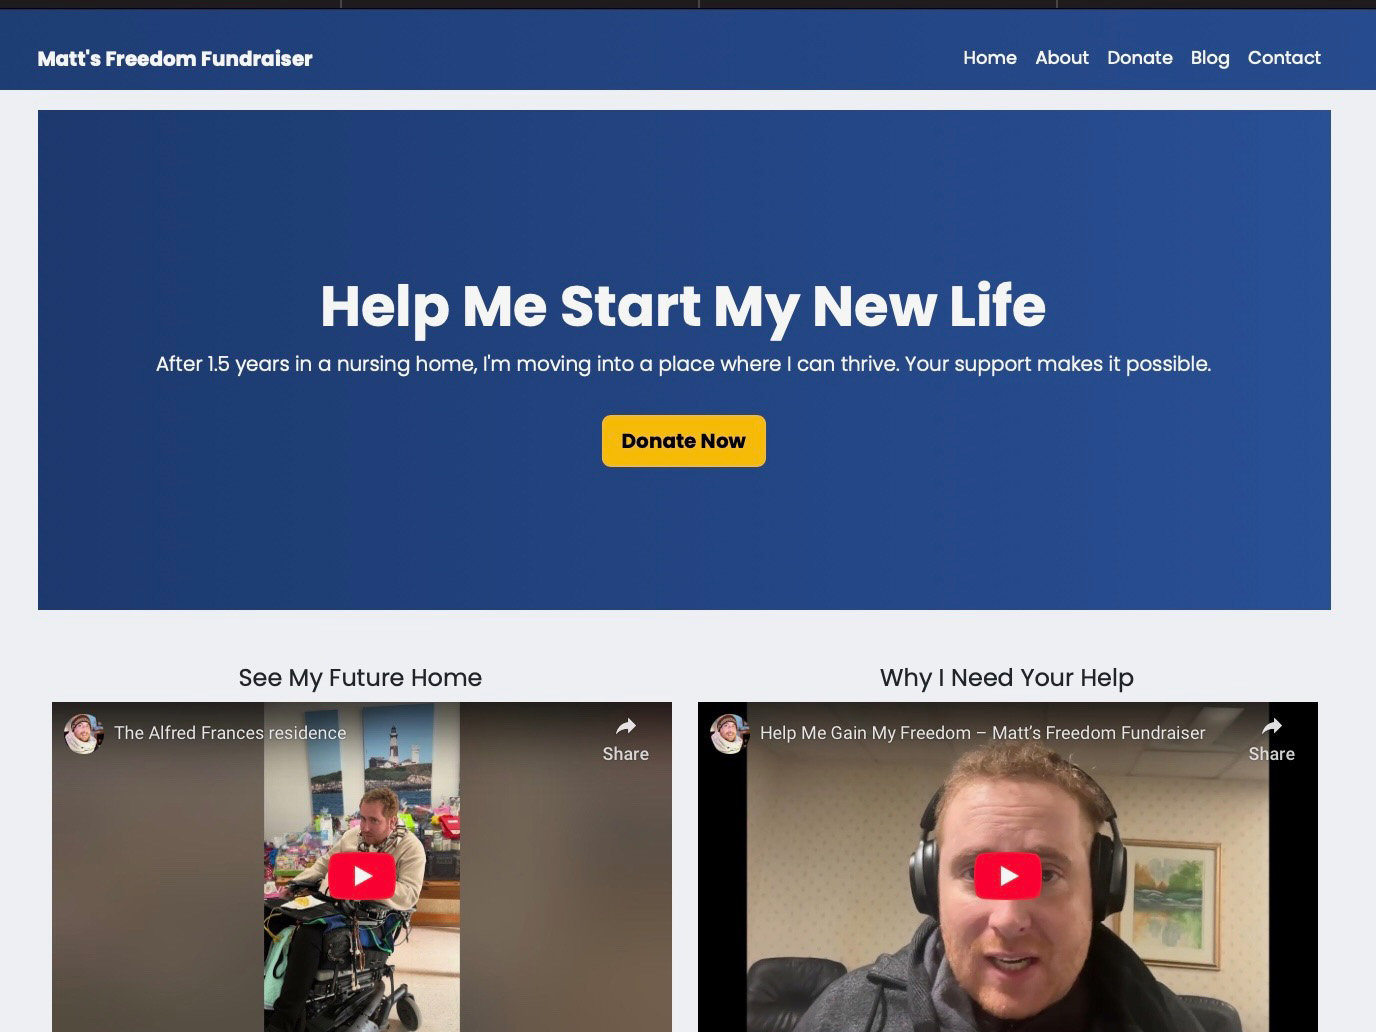 Matt's Freedom Fundraiser
Home About Donate Blog Contact
Help Me Start My New Life
After 1.5 years in a nursing home, I'm moving into a place where I can thrive. Your support makes it possible.
Donate Now
See My Future Home
The Alfred Frances residence
Share
Why I Need Your Help
Help Me Gain My Freedom – Matt’s Freedom Fundraiser
Share